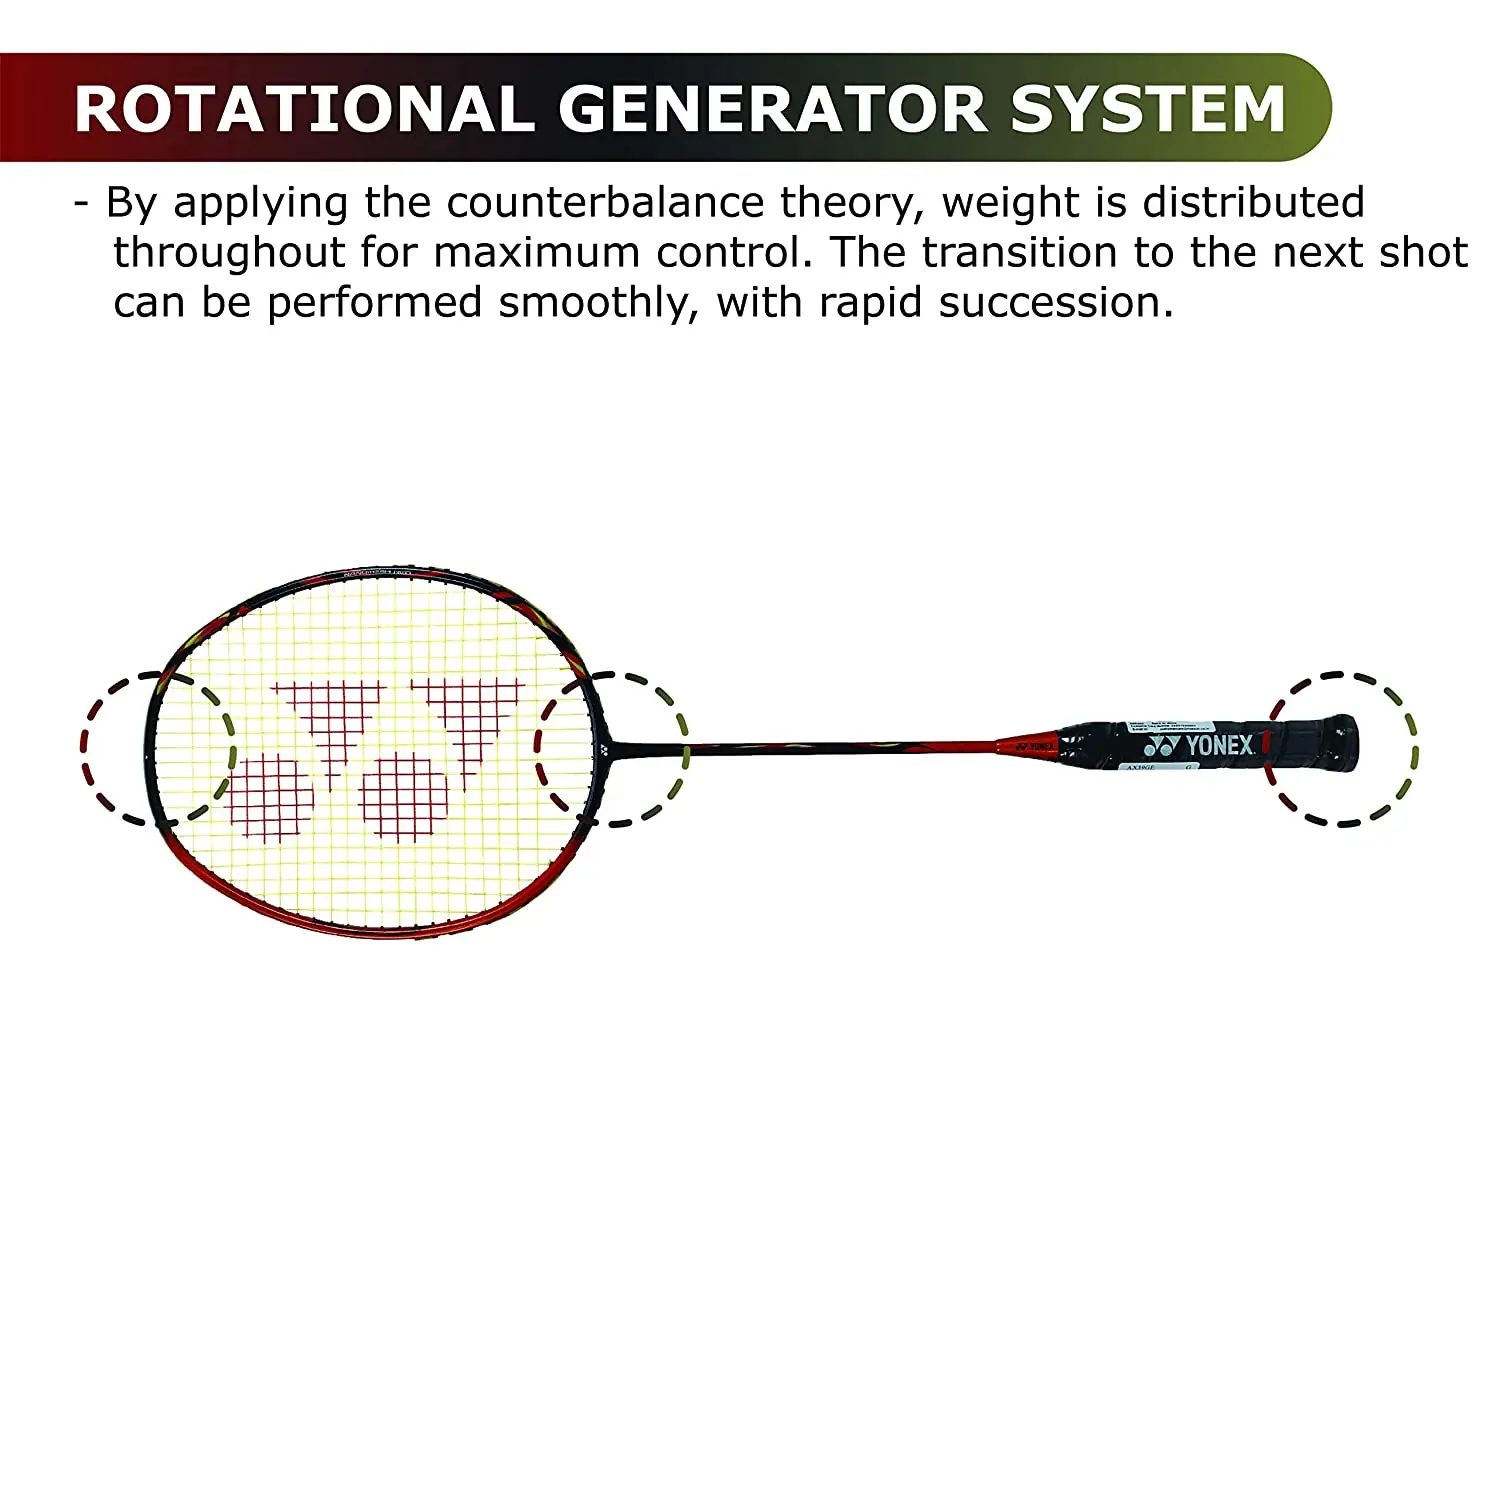 ROTATIONAL GENERATOR SYSTEM
- By applying the counterbalance theory, weight is distributed
throughout for maximum control. The transition to the next shot
can be performed smoothly, with rapid succession.
YONEX
YONEX